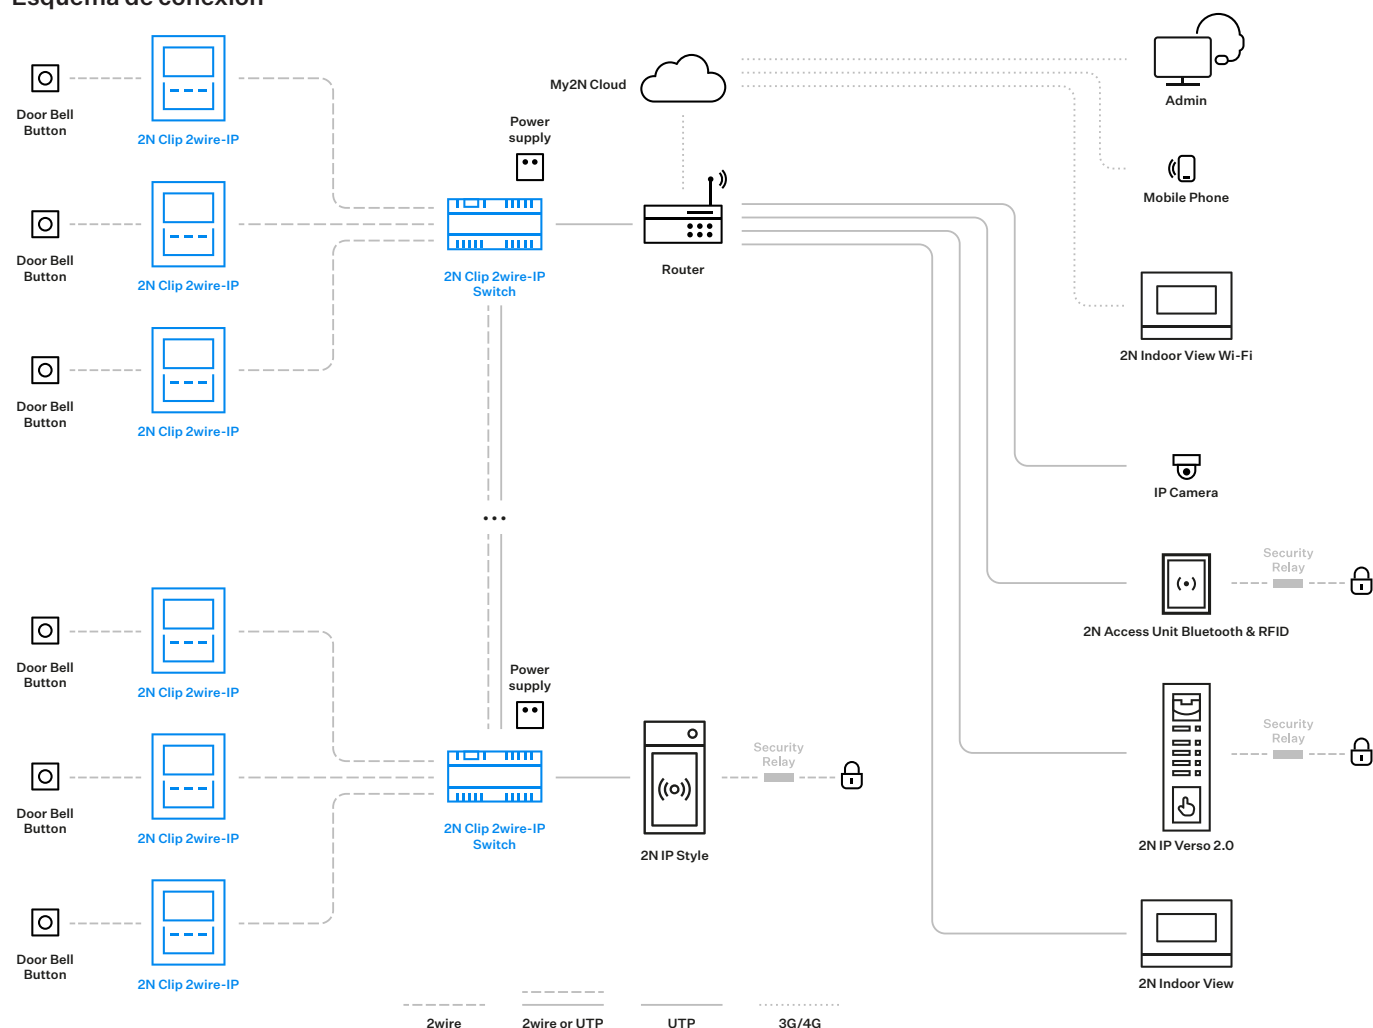 Esquema de conexión
My2N Cloud
Admin
Door Bell
Button
2N Clip 2wire-IP
Power
supply
Mobile Phone
Door Bell
Button
2N Clip 2wire-IP
2N Clip 2wire-IP
Switch
Router
2N Indoor View Wi-Fi
Door Bell
Button
2N Clip 2wire-IP
IP Camera
Security
Relay
2N Access Unit Bluetooth & RFID
Door Bell
Button
2N Clip 2wire-IP
Power
supply
Security
Relay
Security
Relay
Door Bell
Button
2N Clip 2wire-IP
2N Clip 2wire-IP
Switch
2N IP Style
2N IP Verso 2.0
Door Bell
Button
2N Clip 2wire-IP
2N Indoor View
2wire
2wire or UTP
UTP
3G/4G